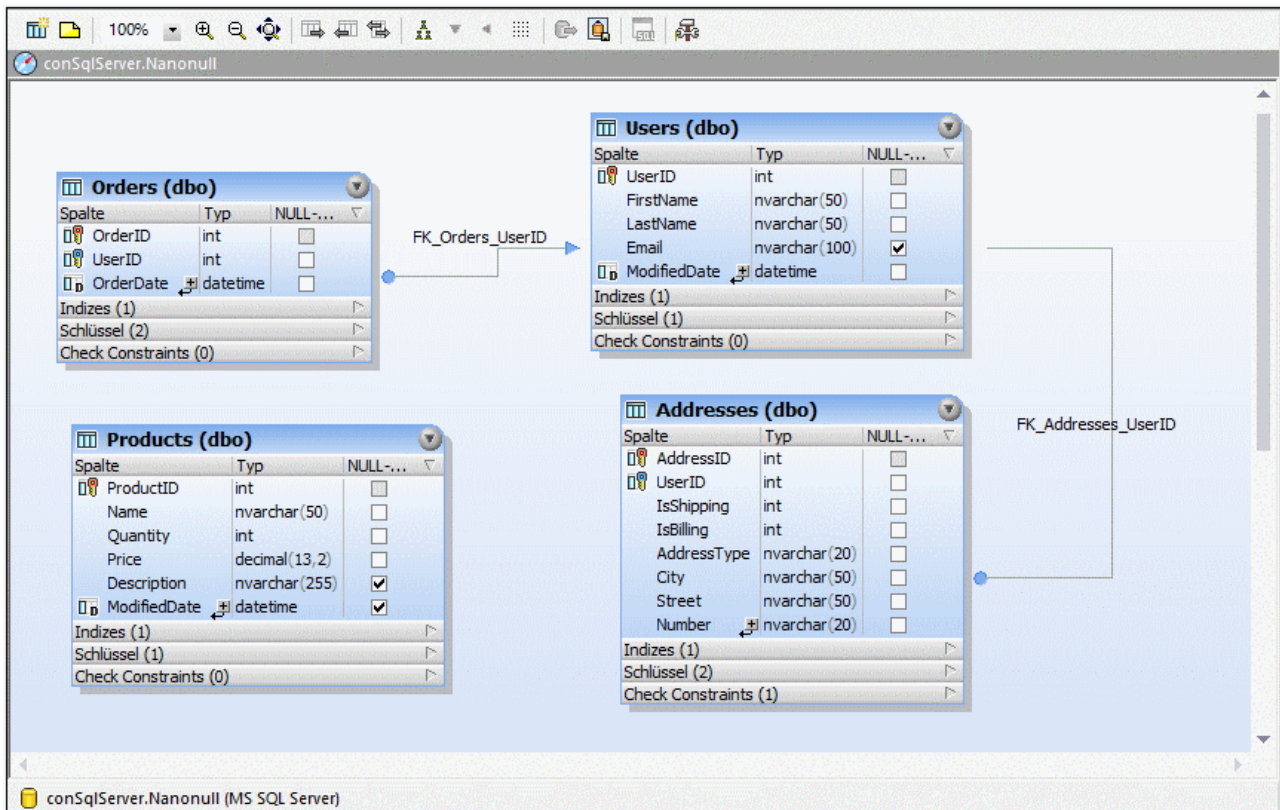 100%
conSqlServer.Nanonull
Users (dbo)
Spalte Typ NULL-...
UserID int
FirstName nvarchar(50)
LastName nvarchar(50)
Email nvarchar(100)
ModifiedDate datetime
Indizes (1)
Schlüssel (1)
Check Constraints (0)
Orders (dbo)
Spalte Typ NULL-...
OrderID int
UserID int
OrderDate datetime
Indizes (1)
Schlüssel (2)
Check Constraints (0)
FK_Orders_UserID
Products (dbo)
Spalte Typ NULL-...
ProductID int
Name nvarchar(50)
Quantity int
Price decimal(13,2)
Description nvarchar(255)
ModifiedDate datetime
Indizes (1)
Schlüssel (1)
Check Constraints (0)
Addresses (dbo)
Spalte Typ NULL-...
AddressID int
UserID int
IsShipping int
IsBilling int
AddressType nvarchar(20)
City nvarchar(50)
Street nvarchar(50)
Number nvarchar(20)
Indizes (1)
Schlüssel (2)
Check Constraints (1)
FK_Addresses_UserID
conSqlServer.Nanonull (MS SQL Server)